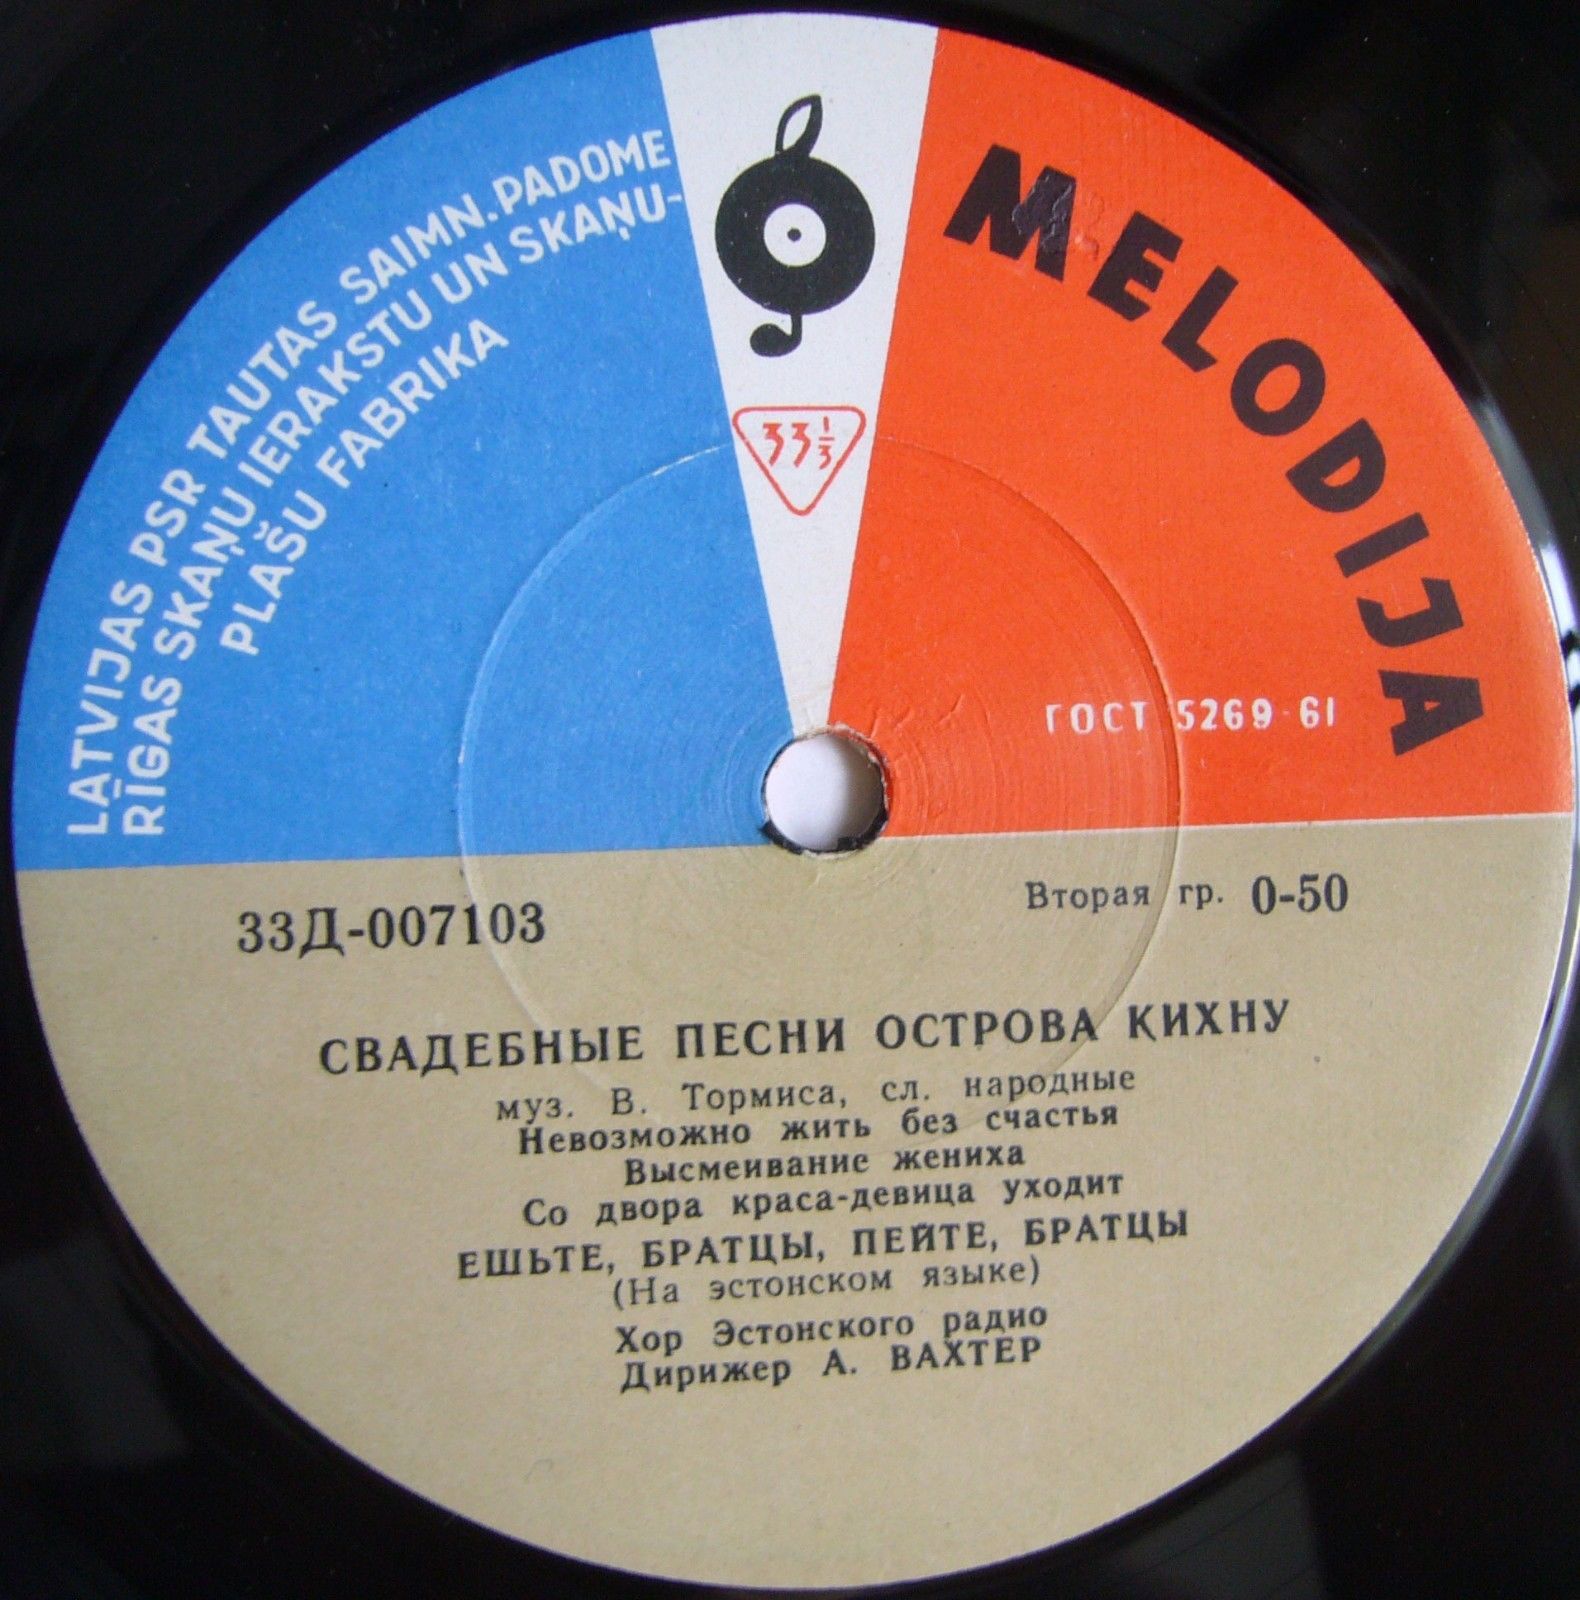 LATVIJAS PSR TAUTAS SAIMN. PADOME
RĪGAS SKAŅU IERAKSTU UN SKAŅU-
PLAŠU FABRIKA
33 1/3
MELODIJA
ГОСТ 5269-61
33Д-007103
Вторая гр. 0-50
СВАДЕБНЫЕ ПЕСНИ ОСТРОВА КИХНУ
муз. В. Тормиса, сл. народные
Невозможно жить без счастья
Высмеивание жениха
Со двора краса-девица уходит
ЕШЬТЕ, БРАТЦЫ, ПЕЙТЕ, БРАТЦЫ
(На эстонском языке)
Хор Эстонского радио
Дирижер А. ВАХТЕР